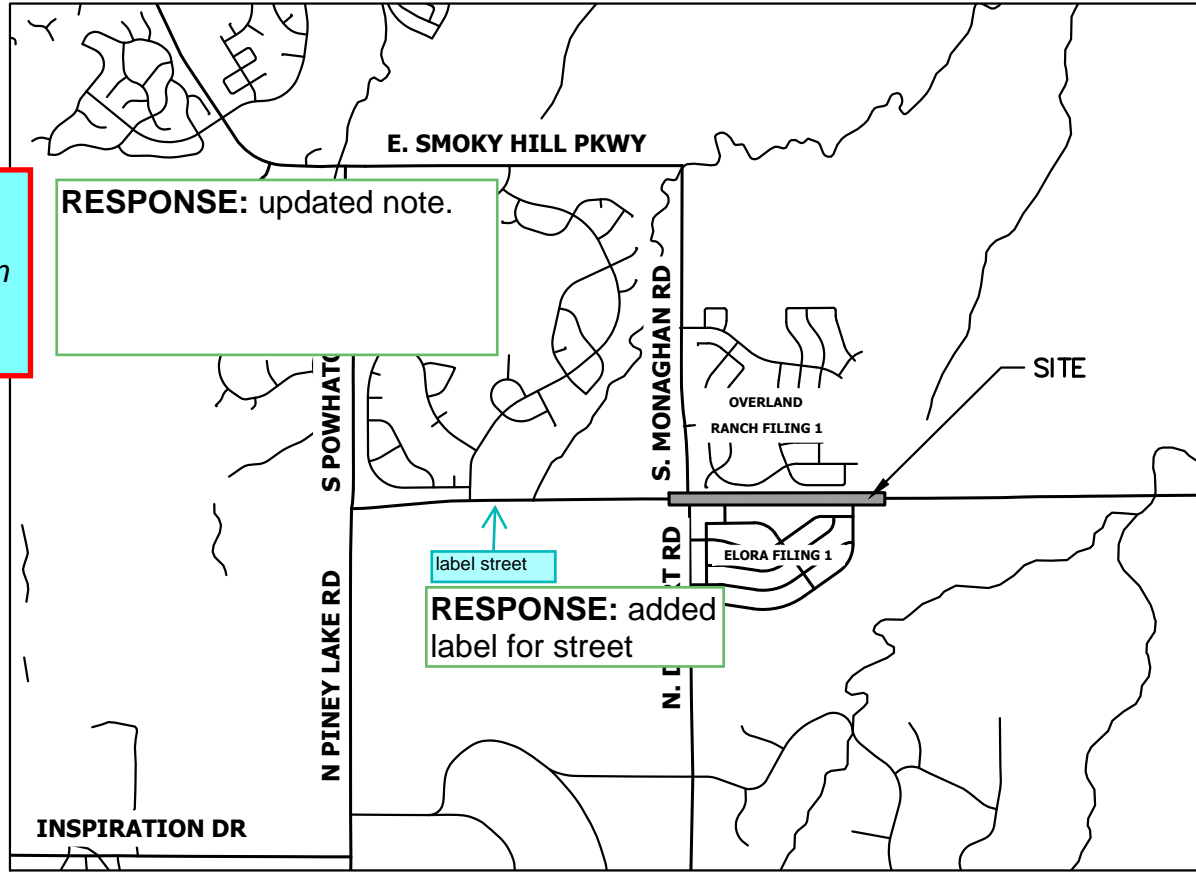 E. SMOKY HILL PKWY
RESPONSE: updated note.
S. MONAGHAN RD
SITE
OVERLAND
RANCH FILING 1
S
label street
ELORA FILING 1
RESPONSE: added
label for street
N PINEY LAKE RD
N.
RD
INSPIRATION DR